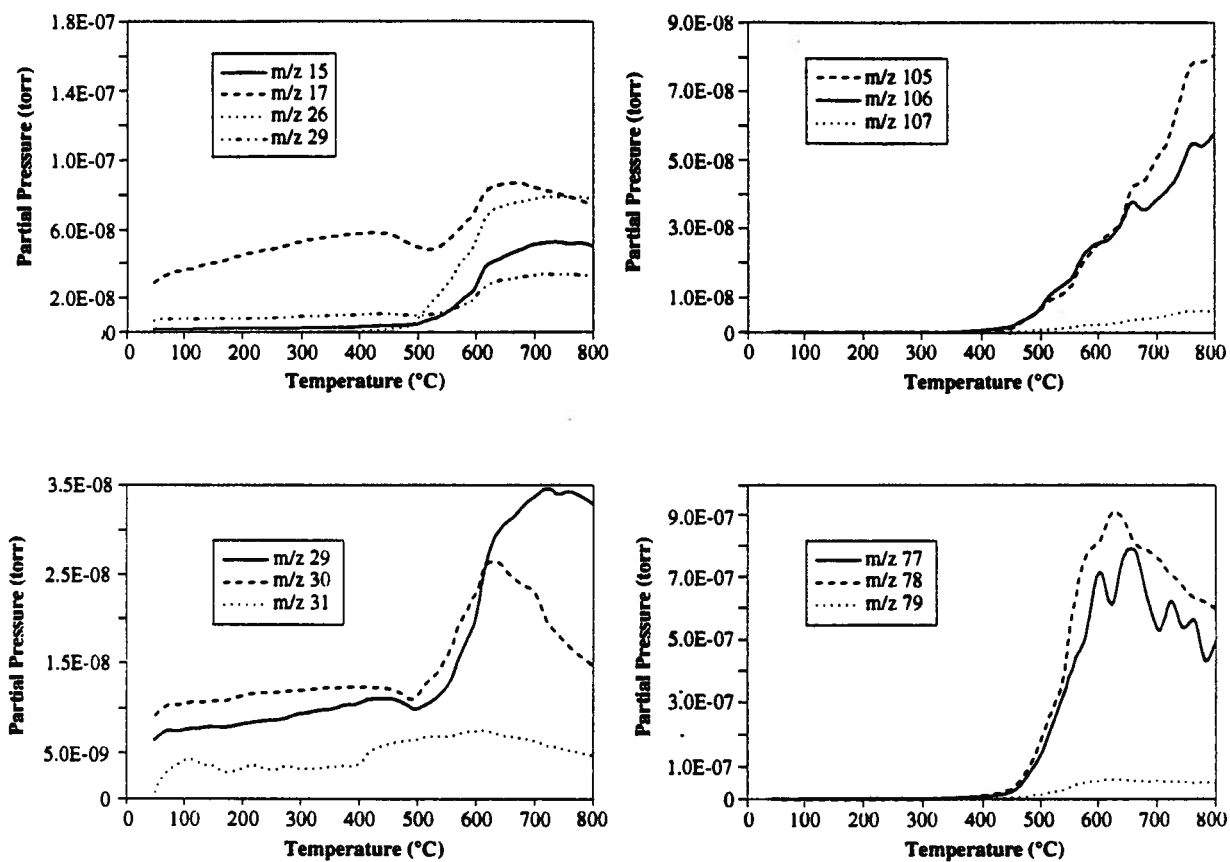 1.8E-07
1.4E-07
1.0E-07
6.0E-08
2.0E-08
.0
Partial Pressure (torr)
m/z 15
m/z 17
m/z 26
m/z 29
0 100 200 300 400 500 600 700 800
Temperature (°C)
9.0E-08
7.0E-08
5.0E-08
3.0E-08
1.0E-08
0
Partial Pressure (torr)
m/z 105
m/z 106
m/z 107
0 100 200 300 400 500 600 700 800
Temperature (°C)
3.5E-08
2.5E-08
1.5E-08
5.0E-09
0
Partial Pressure (torr)
m/z 29
m/z 30
m/z 31
0 100 200 300 400 500 600 700 800
Temperature (°C)
9.0E-07
7.0E-07
5.0E-07
3.0E-07
1.0E-07
0
Partial Pressure (torr)
m/z 77
m/z 78
m/z 79
0 100 200 300 400 500 600 700 800
Temperature (°C)